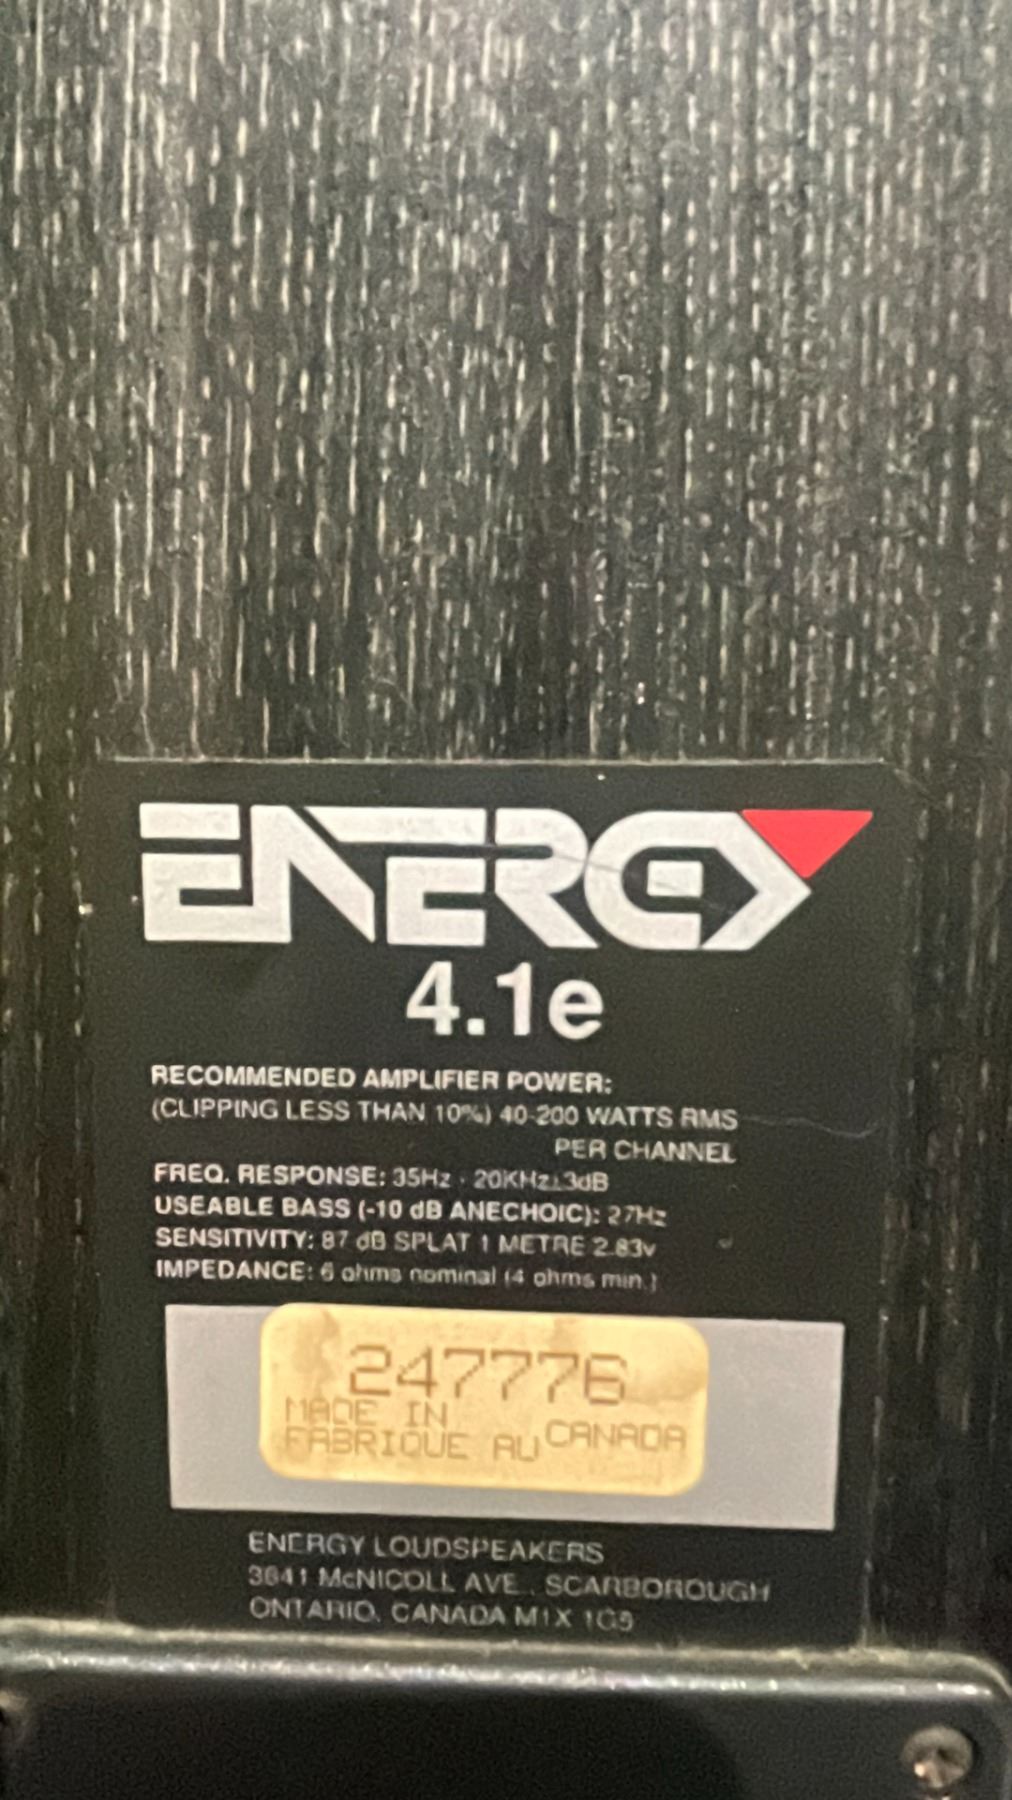 ENERGY
4.1e
RECOMMENDED AMPLIFIER POWER:
(CLIPPING LESS THAN 10%) 40-200 WATTS RMS
PER CHANNEL
FREQ. RESPONSE: 35Hz - 20KHz±3dB
USEABLE BASS (-10 dB ANECHOIC): 27Hz
SENSITIVITY: 87 dB SPLAT 1 METRE 2.83v
IMPEDANCE: 6 ohms nominal (4 ohms min.)
247776
MADE IN
FABRIQUE AU CANADA
ENERGY LOUDSPEAKERS
3641 McNICOLL AVE., SCARBOROUGH
ONTARIO, CANADA M1X 1G5